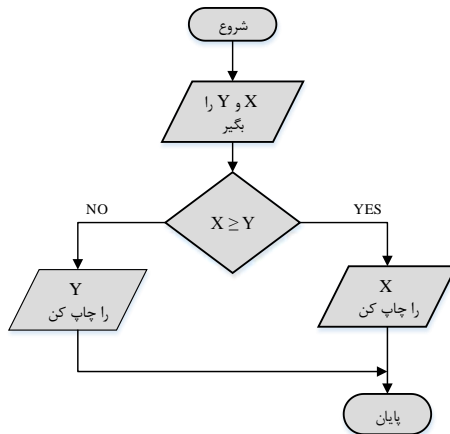 شروع
X و Y را
بگیر
X ≥ Y
NO
YES
Y
را چاپ کن
X
را چاپ کن
پایان